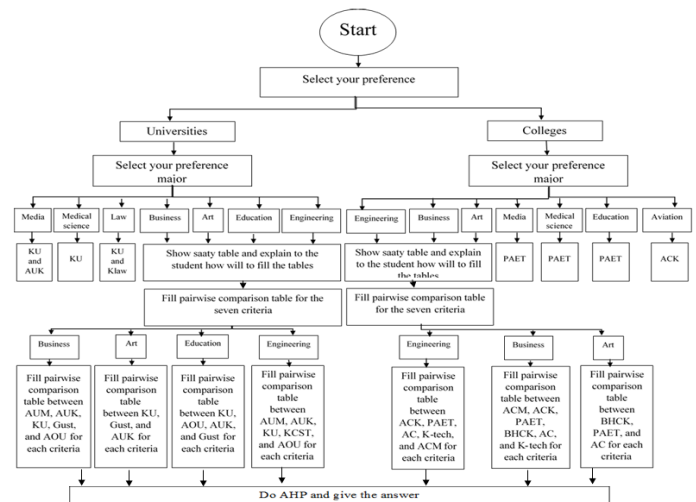 Start
Select your preference
Universities
Colleges
Select your preference
major
Select your preference
major
Media
Medical
science
Law
Business
Art
Education
Engineering
Engineering
Business
Art
Media
Medical
science
Education
Aviation
KU
and
AUK
KU
KU
and
Klaw
Show saaty table and explain to the
student how will to fill the tables
Show saaty table and explain
to the student how will to fill
the tables
PAET
PAET
PAET
ACK
Fill pairwise comparison table for the
seven criteria
Fill pairwise comparison table
for the seven criteria
Business
Art
Education
Engineering
Engineering
Business
Art
Fill pairwise
comparison
table between
AUM, AUK,
KU, Gust,
and AOU for
each criteria
Fill pairwise
comparison
table
between KU,
Gust, and
AUK for
each criteria
Fill pairwise
comparison
table
between KU,
AOU, AUK,
and Gust for
each criteria
Fill pairwise
comparison
table
between
AUM, AUK,
KU, KCST,
and AOU for
each criteria
Fill pairwise
comparison
table
between
ACK, PAET,
AC, K-tech,
and ACM for
each criteria
Fill pairwise
comparison
table between
ACM, ACK,
PAET,
BHCK, AC,
and K-tech for
each criteria
Fill pairwise
comparison
table between
BHCK,
PAET, and
AC for each
criteria
Do AHP and give the answer